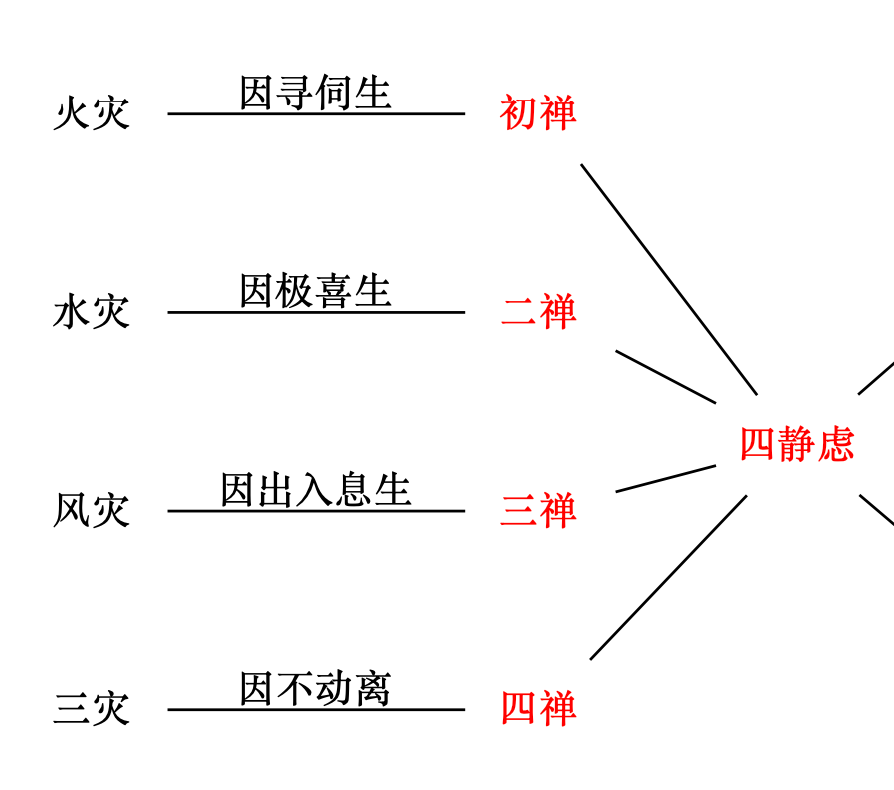 火灾 因寻伺生 初禅
水灾 因极喜生 二禅
四静虑
风灾 因出入息生 三禅
三灾 因不动离 四禅